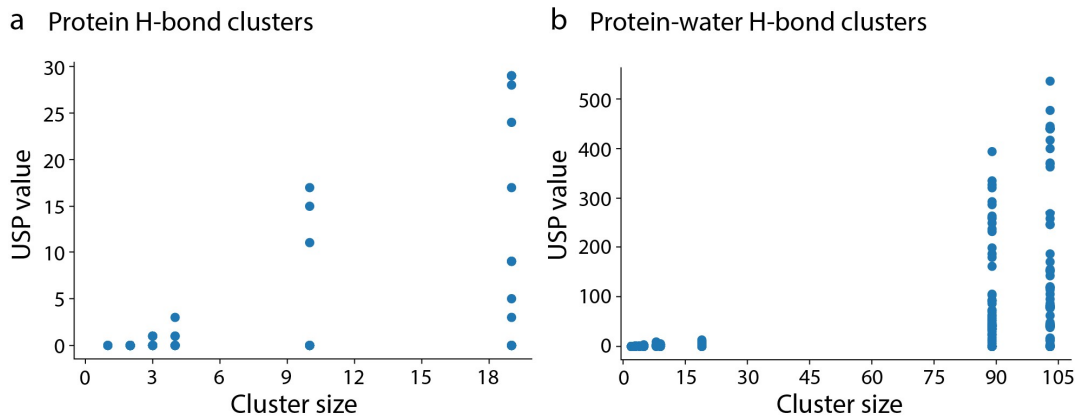 a Protein H-bond clusters
USP value
30
25
20
15
10
5
0
0 3 6 9 12 15 18
Cluster size
b Protein-water H-bond clusters
USP value
500
400
300
200
100
0
0 15 30 45 60 75 90 105
Cluster size